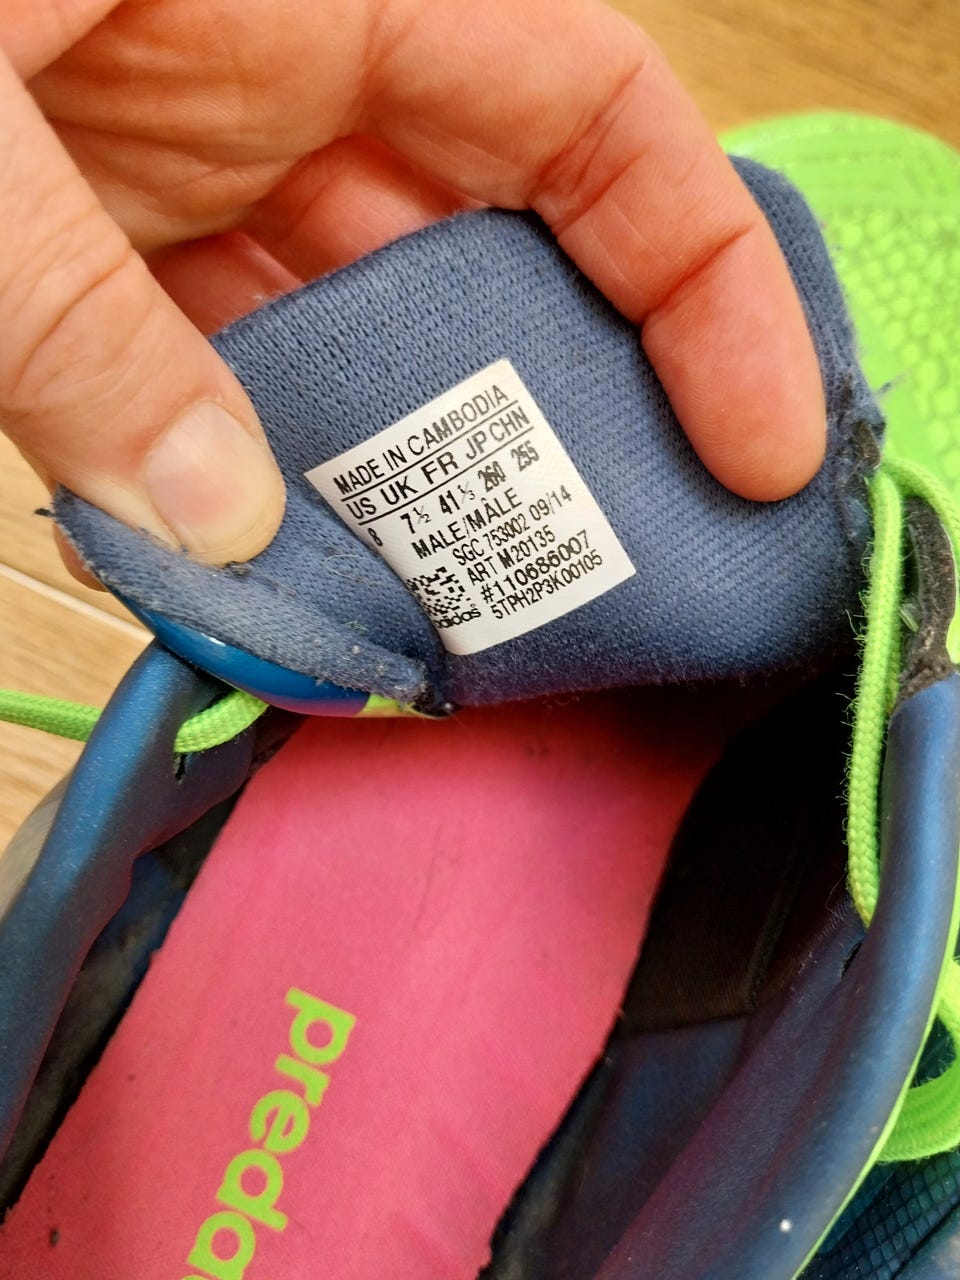 MADE IN CAMBODIA
US UK FR JP CHN
8 7½ 41⅓ 260 255
MALE/MÂLE
SGC 753002 09/14
ART M20135
#110686007
5TPH2P3K00105
adidas
preda